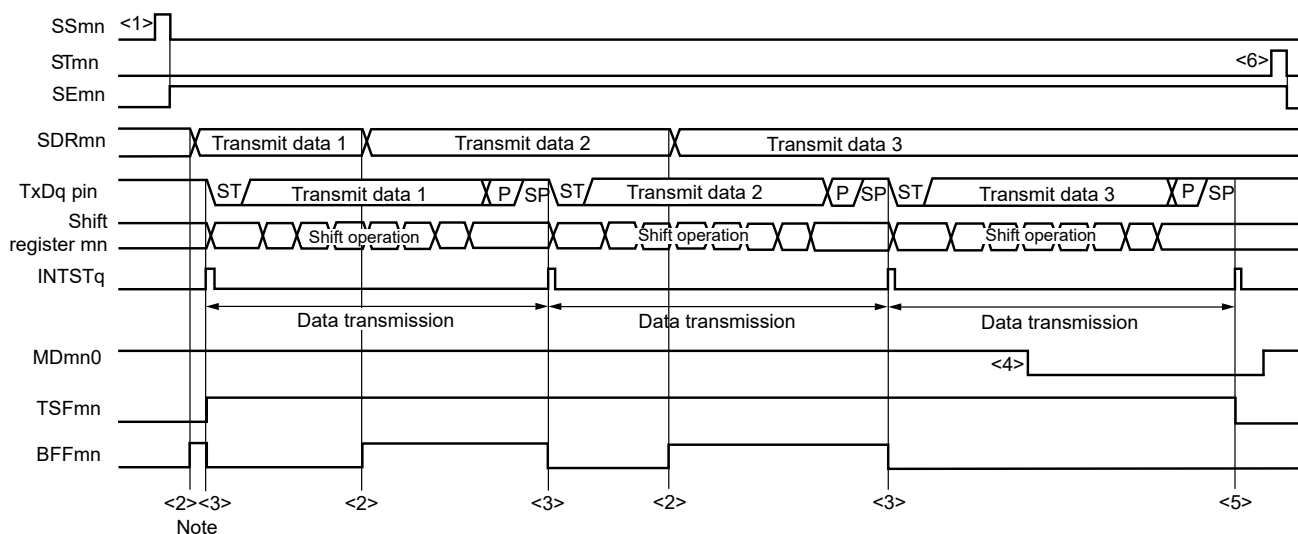 SSmn <1>
STmn <6>
SEmn
SDRmn Transmit data 1 Transmit data 2 Transmit data 3
TxDq pin ST Transmit data 1 P SP ST Transmit data 2 P SP ST Transmit data 3 P SP
Shift
register mn Shift operation Shift operation Shift operation
INTSTq
Data transmission Data transmission Data transmission
MDmn0 <4>
TSFmn
BFFmn
<2> <3> <2> <3> <2> <3> <5>
Note